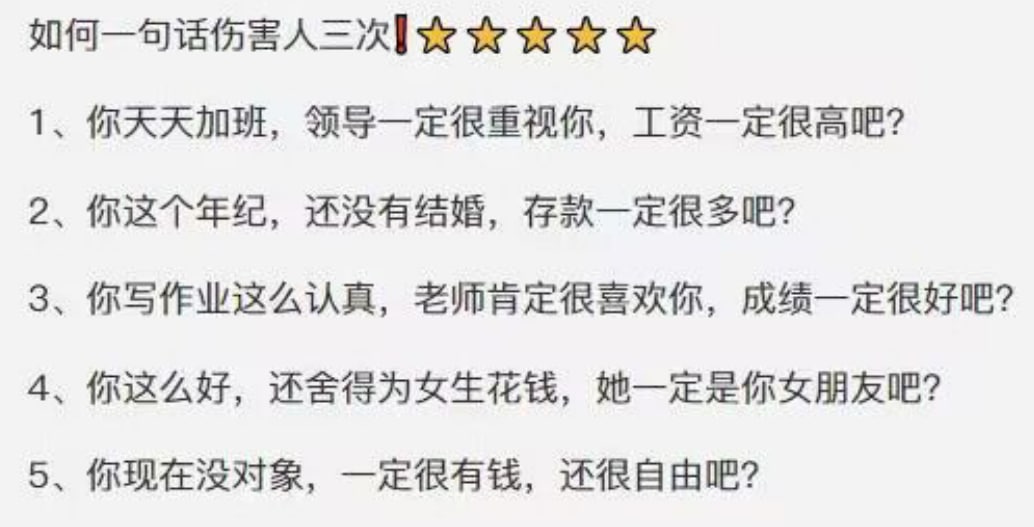 如何一句话伤害人三次❗⭐⭐⭐⭐⭐
1、你天天加班，领导一定很重视你，工资一定很高吧？
2、你这个年纪，还没有结婚，存款一定很多吧？
3、你写作业这么认真，老师肯定很喜欢你，成绩一定很好吧？
4、你这么好，还舍得为女生花钱，她一定是你女朋友吧？
5、你现在没对象，一定很有钱，还很自由吧？